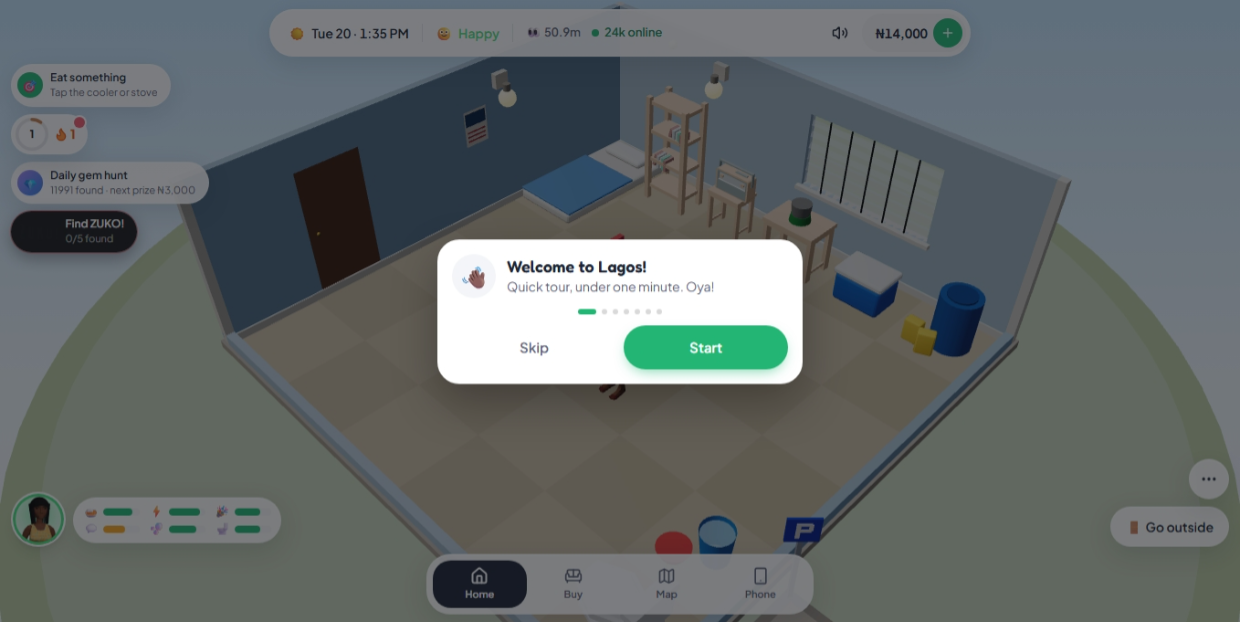 Tue 20 · 1:35 PM
Happy
50.9m
24k online
₦14,000
Eat something
Tap the cooler or stove
1
1
Daily gem hunt
11991 found · next prize ₦3,000
Find ZUKO!
0/5 found
Welcome to Lagos!
Quick tour, under one minute. Oya!
Skip
Start
P
Go outside
Home
Buy
Map
Phone